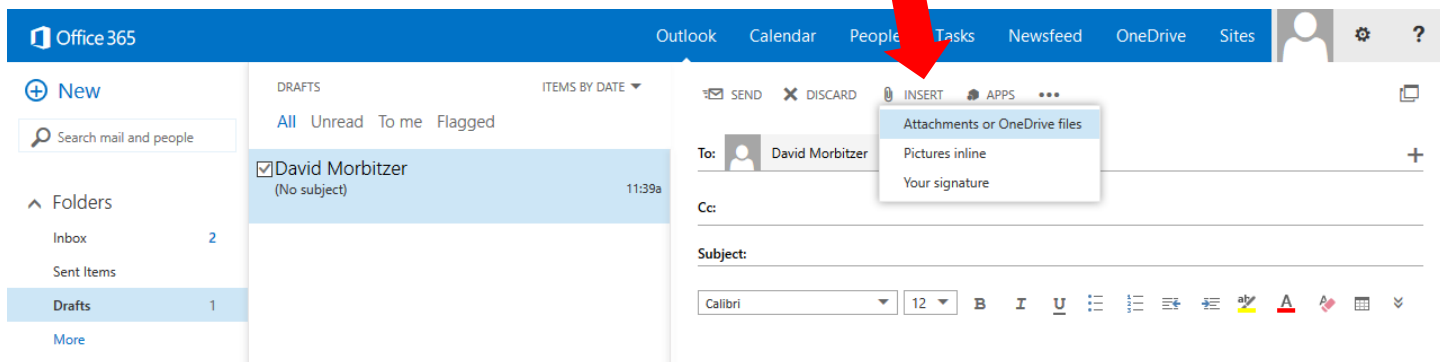 Office 365
Outlook Calendar People Tasks Newsfeed OneDrive Sites ?
New
Search mail and people
Folders
Inbox 2
Sent Items
Drafts 1
More
DRAFTS ITEMS BY DATE
All Unread To me Flagged
David Morbitzer
(No subject) 11:39a
SEND DISCARD INSERT APPS •••
Attachments or OneDrive files
Pictures inline
Your signature
To: David Morbitzer
Cc:
Subject:
Calibri 12 B I U ab A